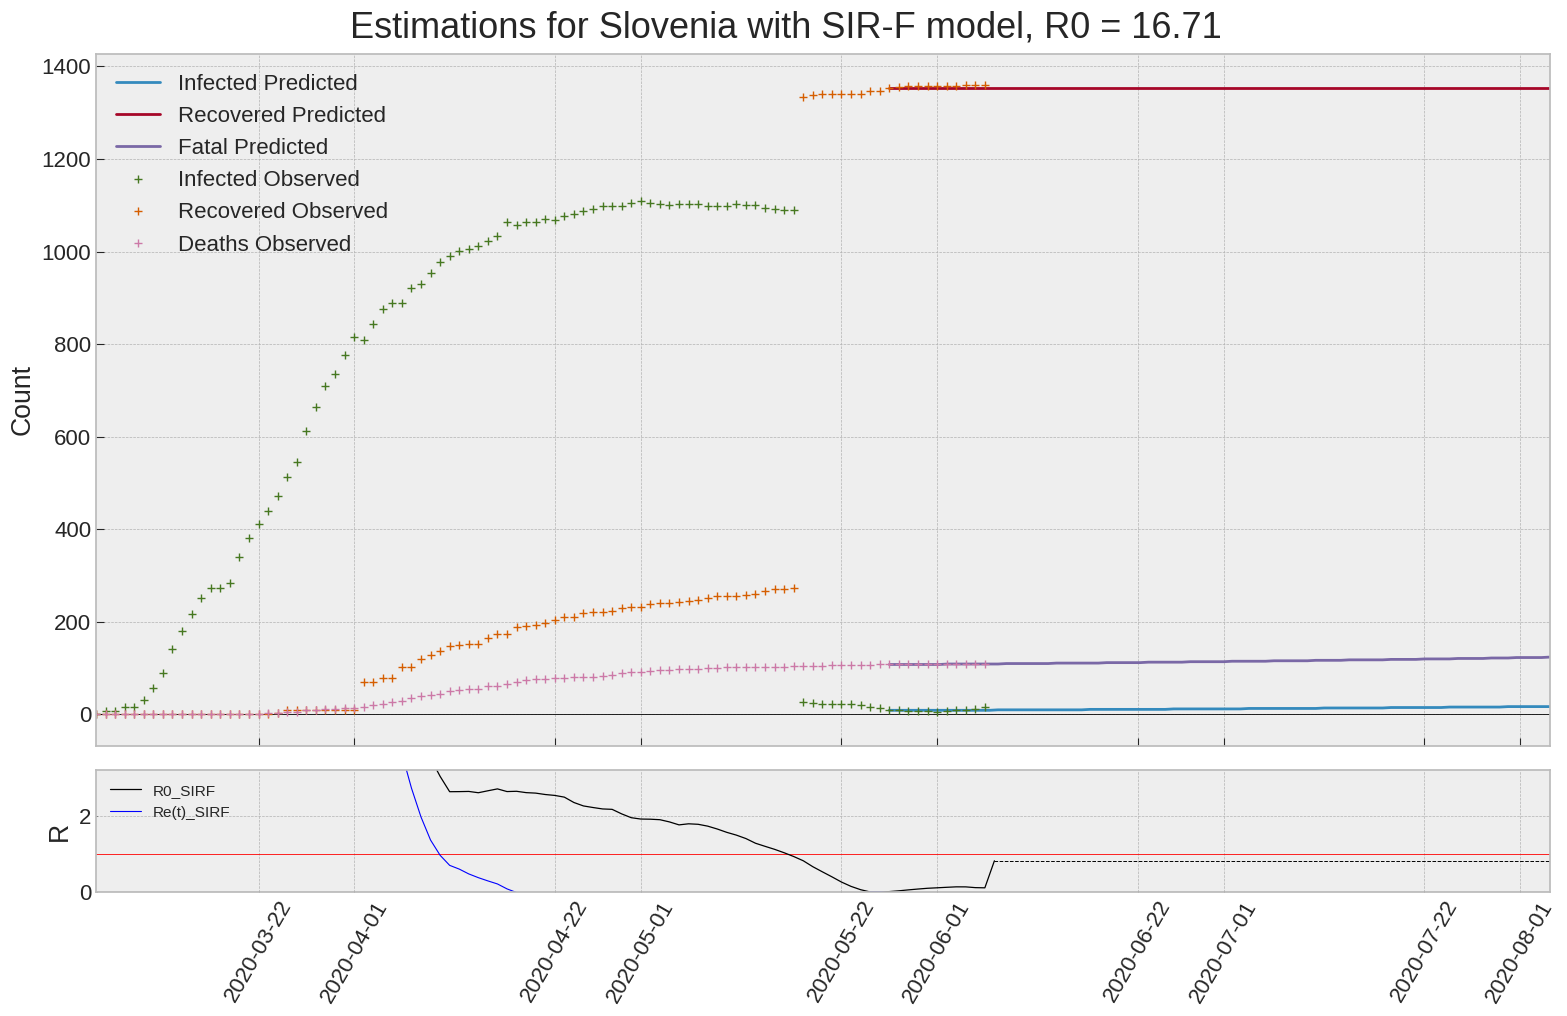 Estimations for Slovenia with SIR-F model, R0 = 16.71
Infected Predicted
Recovered Predicted
Fatal Predicted
Infected Observed
Recovered Observed
Deaths Observed
1400
1200
1000
800
600
400
200
0
Count
R0_SIRF
Re(t)_SIRF
2
0
R
2020-03-22
2020-04-01
2020-04-22
2020-05-01
2020-05-22
2020-06-01
2020-06-22
2020-07-01
2020-07-22
2020-08-01